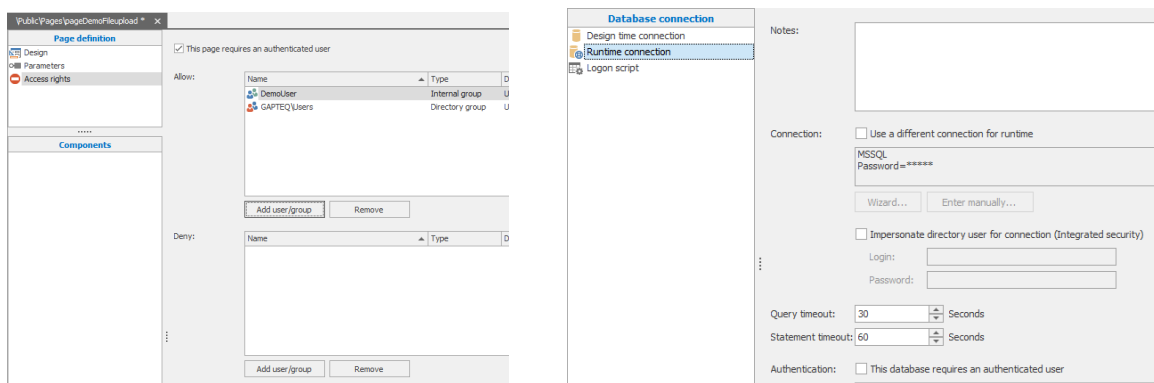 \Public\Pages\pageDemoFileupload * ×
Page definition
Design
Parameters
Access rights
Components
This page requires an authenticated user
Allow:
Name Type D
DemoUser Internal group U
GAPTEQ\Users Directory group U
Add user/group Remove
Deny:
Name Type D
Add user/group Remove
Database connection
Design time connection
Runtime connection
Logon script
Notes:
Connection: Use a different connection for runtime
MSSQL
Password=*****
Wizard... Enter manually...
Impersonate directory user for connection (Integrated security)
Login:
Password:
Query timeout: 30 Seconds
Statement timeout: 60 Seconds
Authentication: This database requires an authenticated user